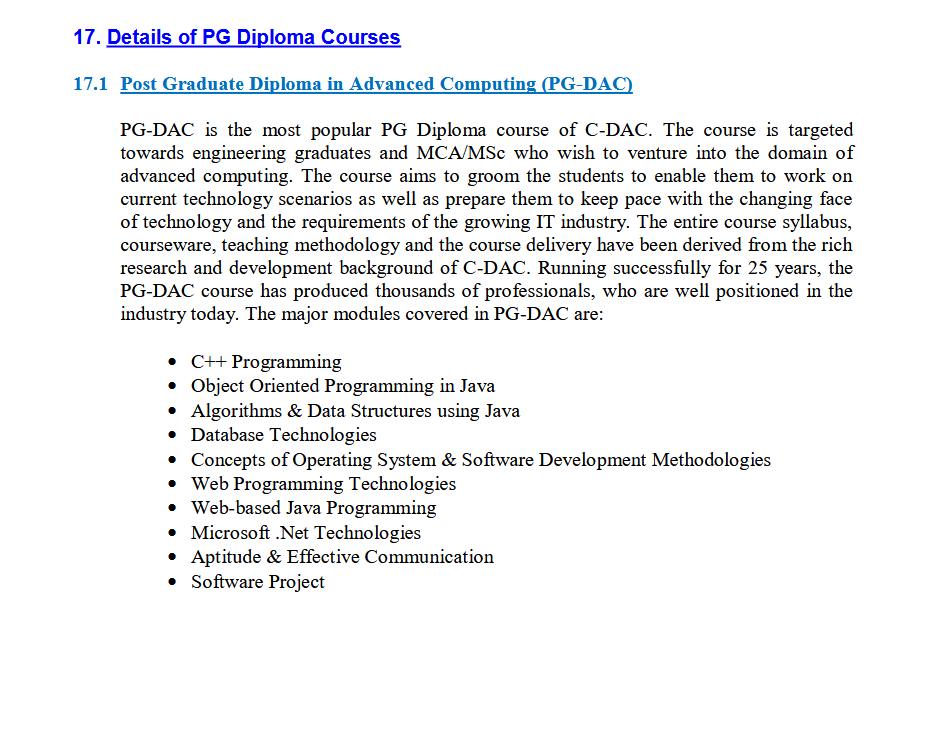 17. Details of PG Diploma Courses
17.1 Post Graduate Diploma in Advanced Computing (PG-DAC)
PG-DAC is the most popular PG Diploma course of C-DAC. The course is targeted
towards engineering graduates and MCA/MSc who wish to venture into the domain of
advanced computing. The course aims to groom the students to enable them to work on
current technology scenarios as well as prepare them to keep pace with the changing face
of technology and the requirements of the growing IT industry. The entire course syllabus,
courseware, teaching methodology and the course delivery have been derived from the rich
research and development background of C-DAC. Running successfully for 25 years, the
PG-DAC course has produced thousands of professionals, who are well positioned in the
industry today. The major modules covered in PG-DAC are:
• C++ Programming
• Object Oriented Programming in Java
• Algorithms & Data Structures using Java
• Database Technologies
• Concepts of Operating System & Software Development Methodologies
• Web Programming Technologies
• Web-based Java Programming
• Microsoft .Net Technologies
• Aptitude & Effective Communication
• Software Project